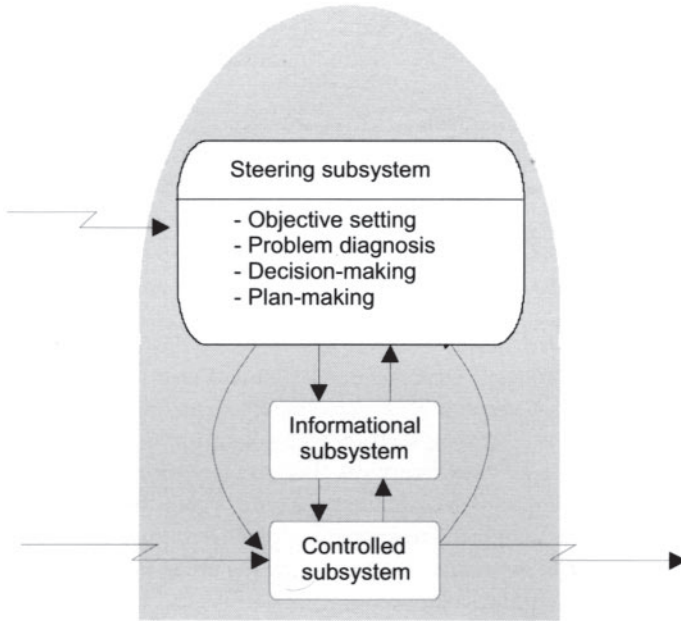 Steering subsystem
- Objective setting
- Problem diagnosis
- Decision-making
- Plan-making
Informational
subsystem
Controlled
subsystem